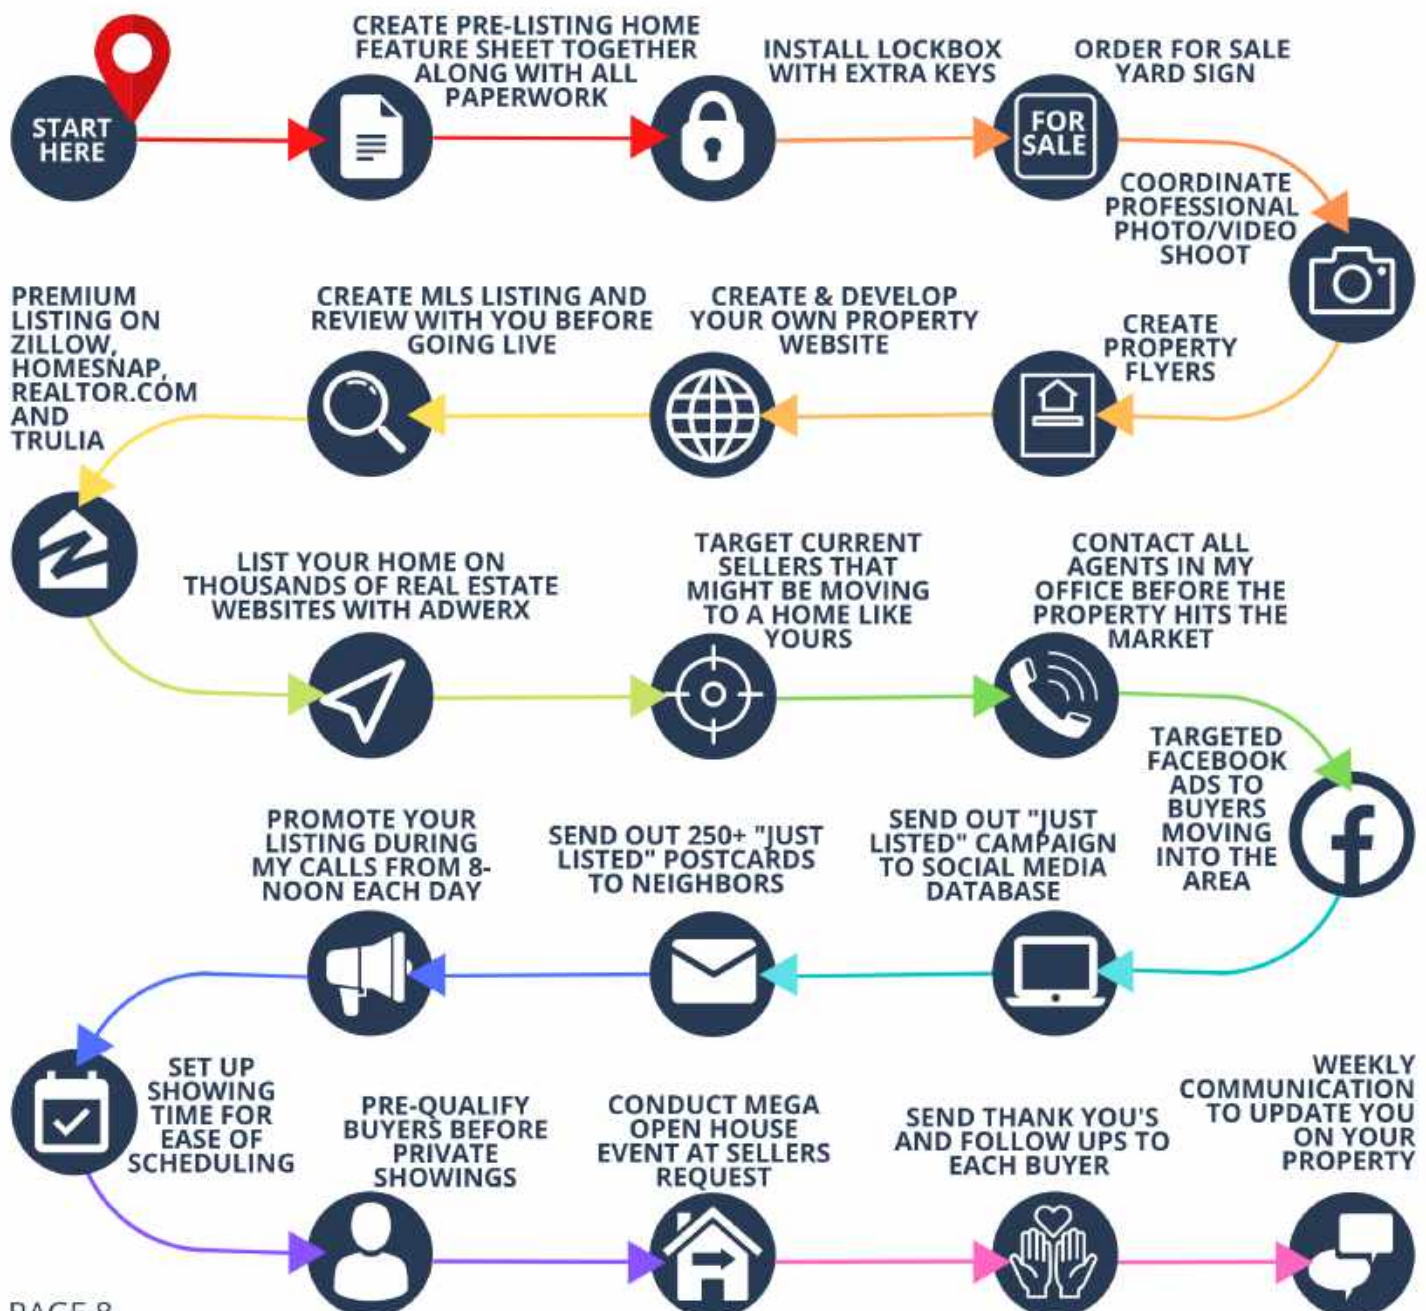 START
HERE
CREATE PRE-LISTING HOME
FEATURE SHEET TOGETHER
ALONG WITH ALL
PAPERWORK
INSTALL LOCKBOX
WITH EXTRA KEYS
ORDER FOR SALE
YARD SIGN
FOR
SALE
COORDINATE
PROFESSIONAL
PHOTO/VIDEO
SHOOT
CREATE
PROPERTY
FLYERS
CREATE & DEVELOP
YOUR OWN PROPERTY
WEBSITE
CREATE MLS LISTING AND
REVIEW WITH YOU BEFORE
GOING LIVE
PREMIUM
LISTING ON
ZILLOW,
HOMESNAP,
REALTOR.COM
AND
TRULIA
LIST YOUR HOME ON
THOUSANDS OF REAL ESTATE
WEBSITES WITH ADWERX
TARGET CURRENT
SELLERS THAT
MIGHT BE MOVING
TO A HOME LIKE
YOURS
CONTACT ALL
AGENTS IN MY
OFFICE BEFORE THE
PROPERTY HITS THE
MARKET
TARGETED
FACEBOOK
ADS TO
BUYERS
MOVING
INTO THE
AREA
SEND OUT "JUST
LISTED" CAMPAIGN
TO SOCIAL MEDIA
DATABASE
SEND OUT 250+ "JUST
LISTED" POSTCARDS
TO NEIGHBORS
PROMOTE YOUR
LISTING DURING
MY CALLS FROM 8-
NOON EACH DAY
SET UP
SHOWING
TIME FOR
EASE OF
SCHEDULING
PRE-QUALIFY
BUYERS BEFORE
PRIVATE
SHOWINGS
CONDUCT MEGA
OPEN HOUSE
EVENT AT SELLERS
REQUEST
SEND THANK YOU'S
AND FOLLOW UPS TO
EACH BUYER
WEEKLY
COMMUNICATION
TO UPDATE YOU
ON YOUR
PROPERTY
PAGE 8